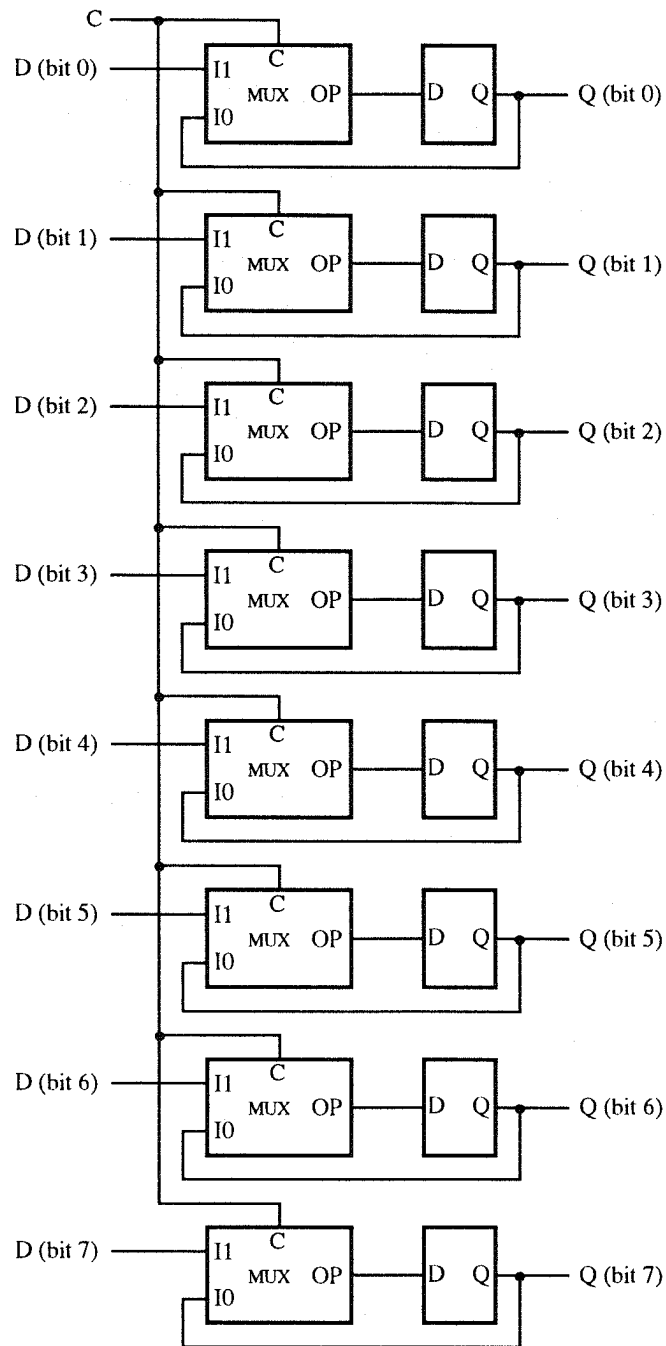 C
D (bit 0) I1 C MUX OP D Q Q (bit 0)
I0
D (bit 1) I1 C MUX OP D Q Q (bit 1)
I0
D (bit 2) I1 C MUX OP D Q Q (bit 2)
I0
D (bit 3) I1 C MUX OP D Q Q (bit 3)
I0
D (bit 4) I1 C MUX OP D Q Q (bit 4)
I0
D (bit 5) I1 C MUX OP D Q Q (bit 5)
I0
D (bit 6) I1 C MUX OP D Q Q (bit 6)
I0
D (bit 7) I1 C MUX OP D Q Q (bit 7)
I0